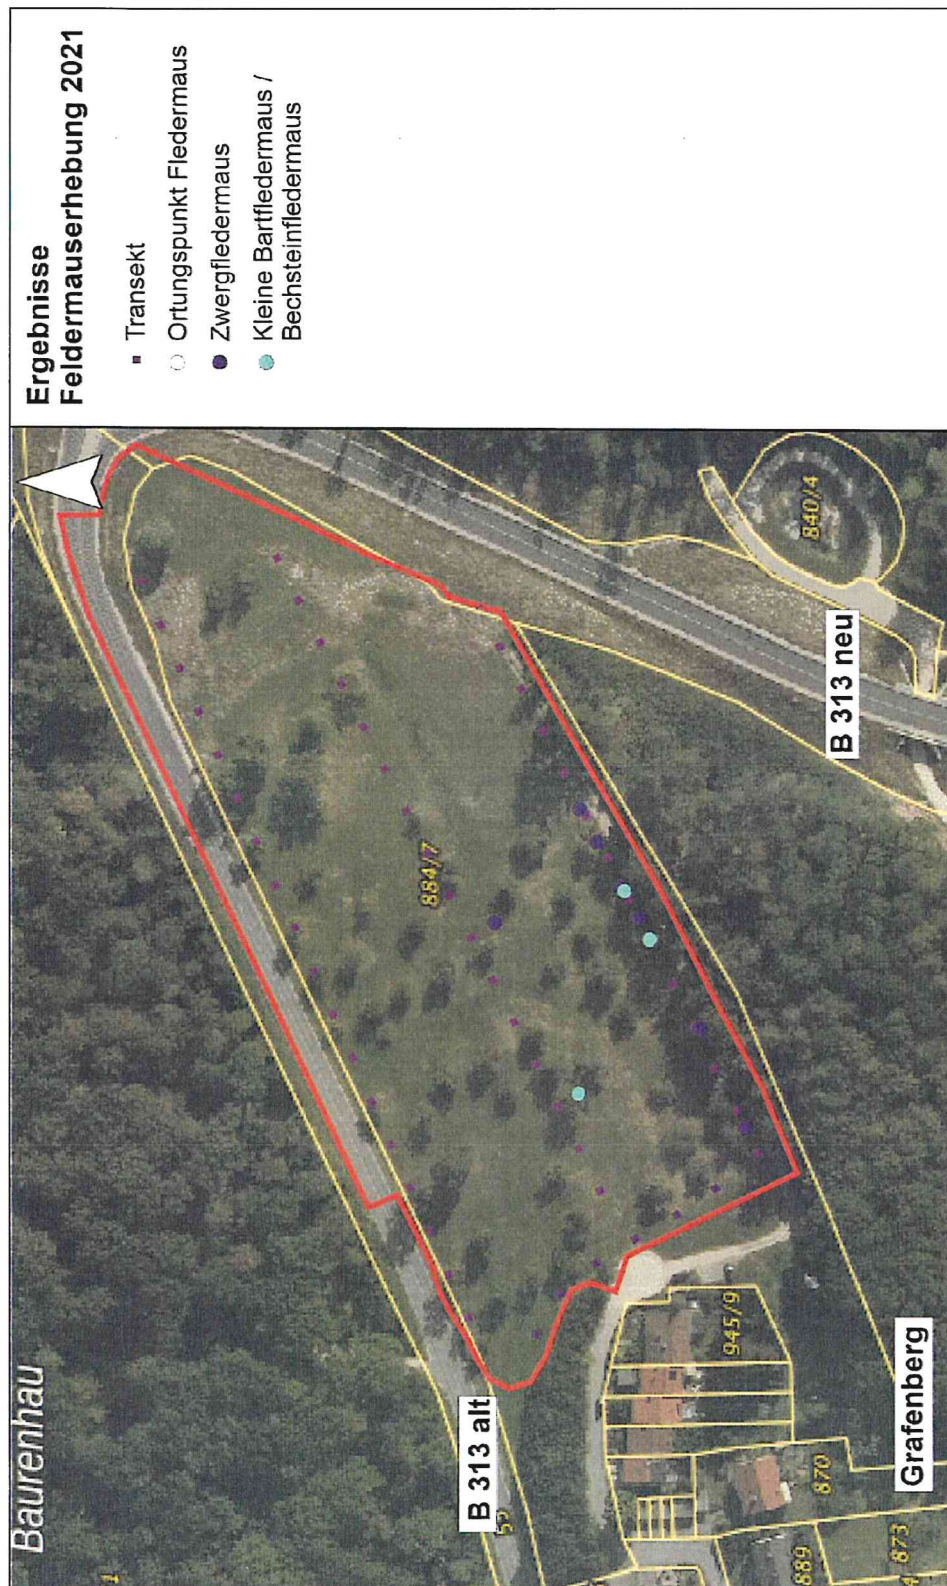 Ergebnisse
Feldermauserhebung 2021
Transekt
Ortungspunkt Fledermaus
Zwergfledermaus
Kleine Bartfledermaus /
Bechsteinfledermaus
Baurenhau
B 313 alt
884/7
840/4
B 313 neu
945/9
870
889
873
Grafenberg